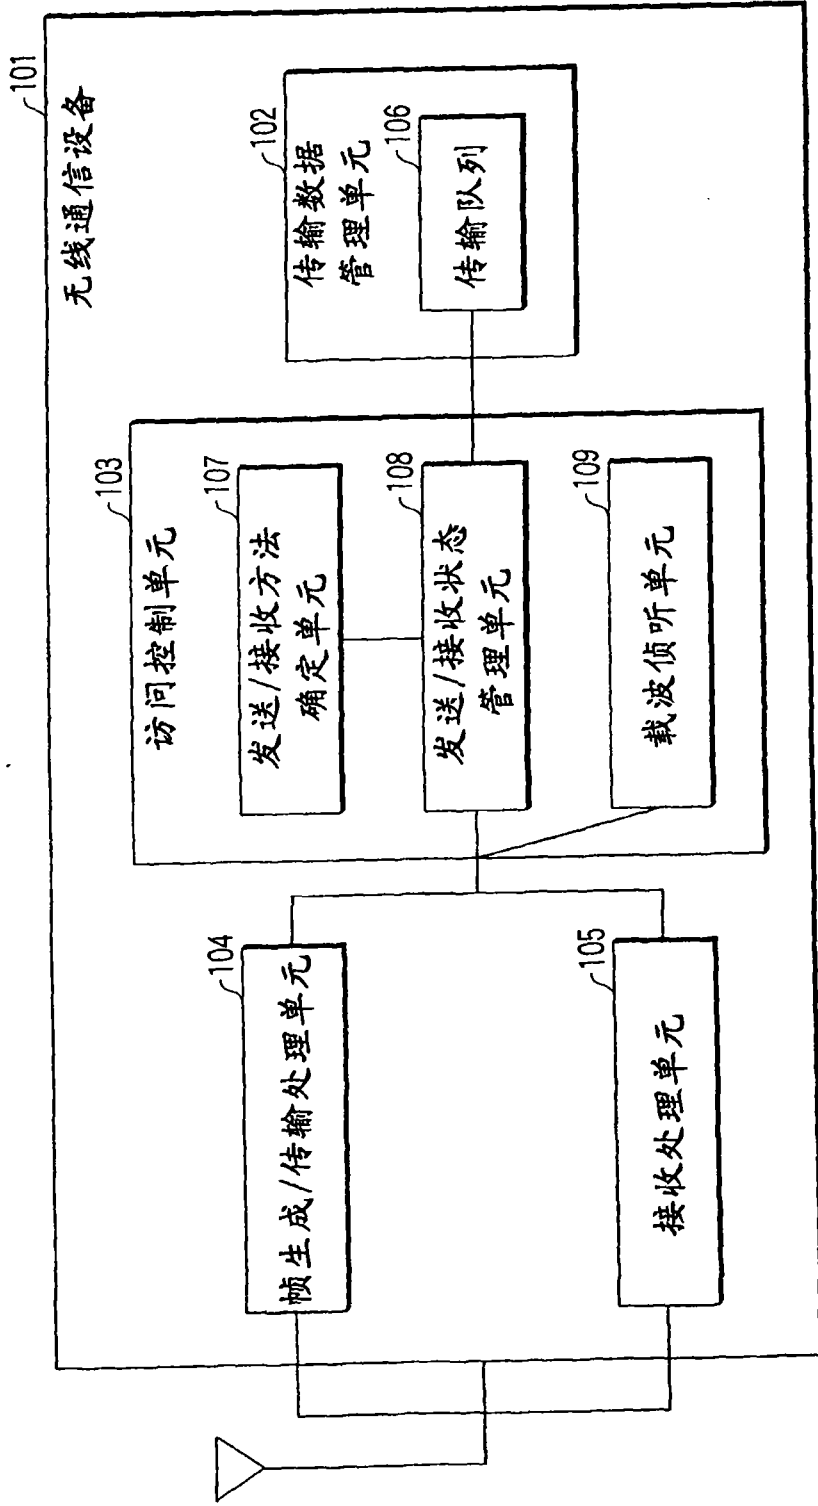 101
无线通信设备
102
传输数据
管理单元
106
传输队列
103
访问控制单元
107
发送/接收方法
确定单元
108
发送/接收状态
管理单元
109
载波侦听单元
104
帧生成/传输处理单元
105
接收处理单元